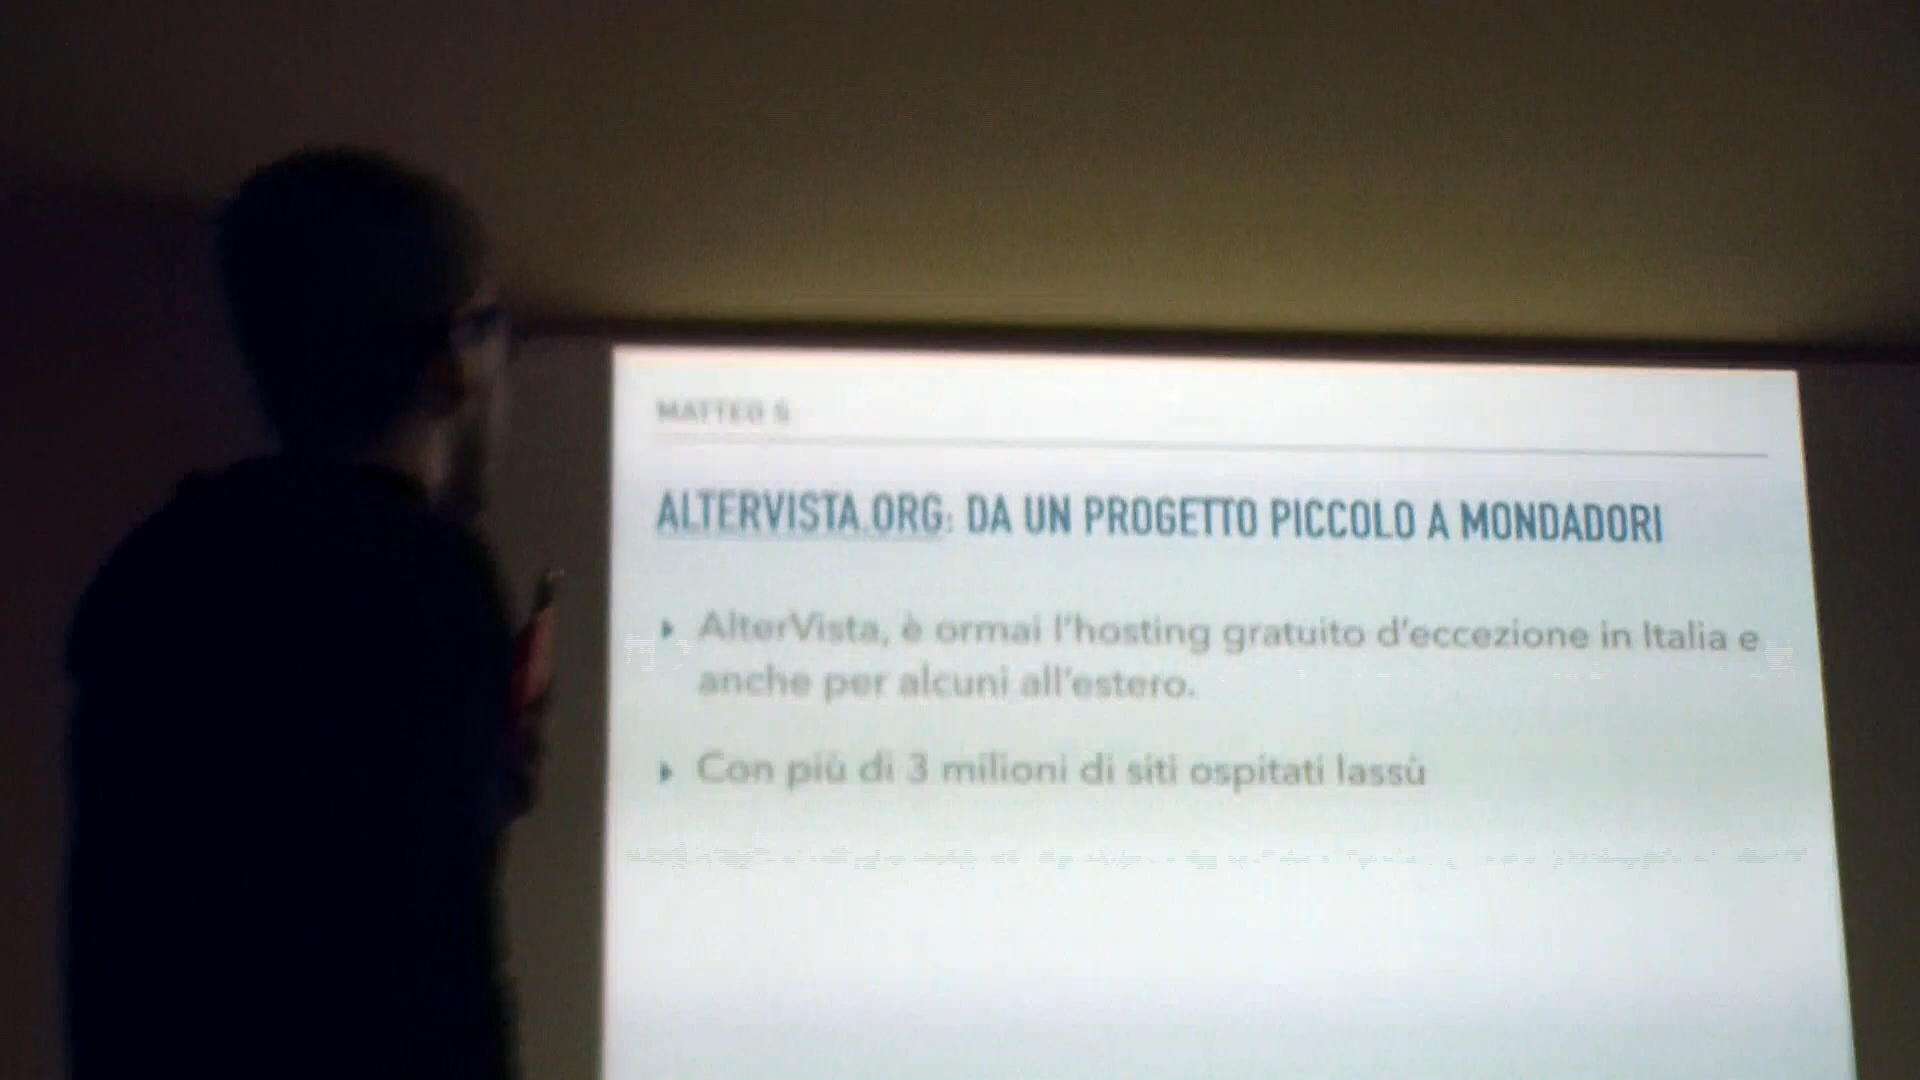 MATTEO S
ALTERVISTA.ORG: DA UN PROGETTO PICCOLO A MONDADORI
AlterVista, è ormai l'hosting gratuito d'eccezione in Italia e
anche per alcuni all'estero.
Con più di 3 milioni di siti ospitati lassù